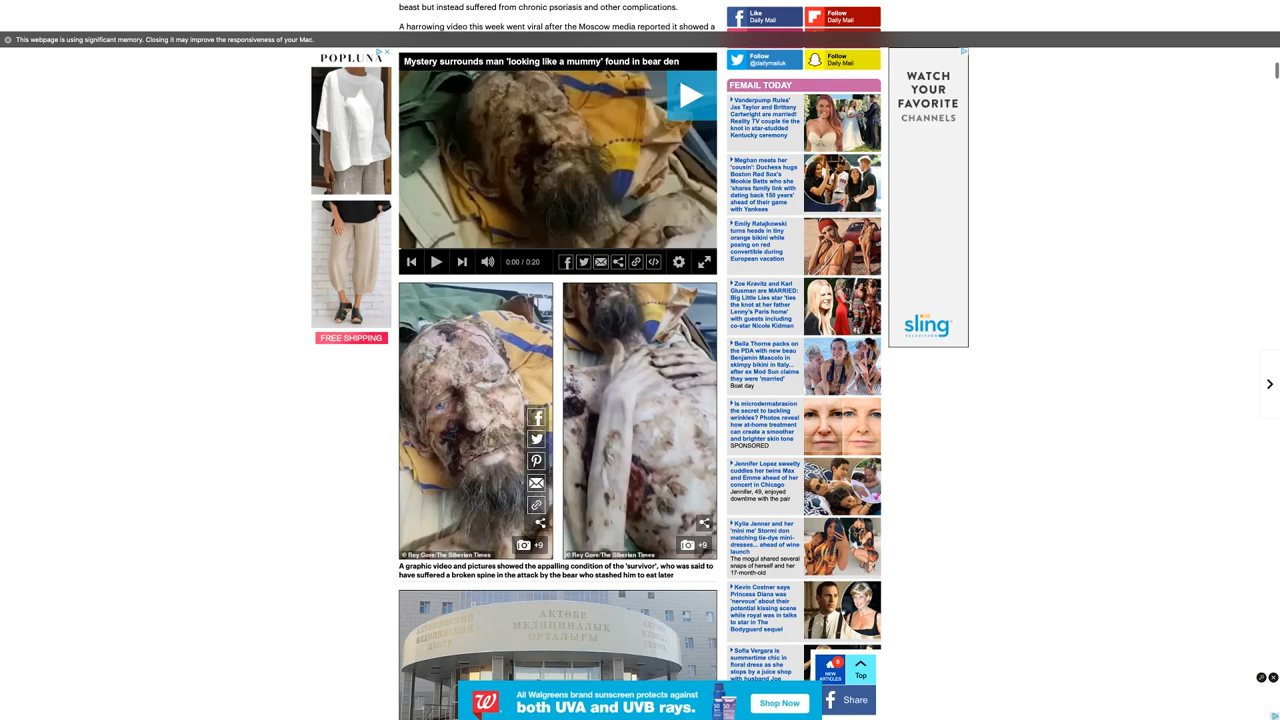 beast but instead suffered from chronic psoriasis and other complications.
A harrowing video this week went viral after the Moscow media reported it showed a
This webpage is using significant memory. Closing it may improve the responsiveness of your Mac.
POPLUNA
FREE SHIPPING
Mystery surrounds man 'looking like a mummy' found in bear den
0:00 / 0:20
+9
© Rey Gore The Siberian Times
+9
© Rey Gore The Siberian Times
A graphic video and pictures showed the appalling condition of the 'survivor', who was said to
have suffered a broken spine in the attack by the bear who stashed him to eat later
АҚТӨБЕ
МЕДИЦИНАЛЫҚ
ОРТАЛЫҒЫ
Like
Daily Mail
Follow
Daily Mail
Follow
@dailymailuk
Follow
Daily Mail
FEMAIL TODAY
Vanderpump Rules'
Jax Taylor and Brittany
Cartwright are married!
Reality TV couple tie the
knot in star-studded
Kentucky ceremony
Meghan meets her
'cousin': Duchess hugs
Boston Red Sox's
Mookie Betts who she
'shares family link with
dating back 150 years'
ahead of their game
with Yankees
Emily Ratajkowski
turns heads in tiny
orange bikini while
posing on red
convertible during
European vacation
Zoe Kravitz and Karl
Glusman are MARRIED:
Big Little Lies star 'ties
the knot at her father
Lenny's Paris home'
with guests including
co-star Nicole Kidman
Bella Thorne packs on
the PDA with new beau
Benjamin Mascolo in
skimpy bikini in Italy...
after ex Mod Sun claims
they were 'married'
Boat day
Is microdermabrasion
the secret to tackling
wrinkles? Photos reveal
how at-home treatment
can create a smoother
and brighter skin tone
SPONSORED
Jennifer Lopez sweetly
cuddles her twins Max
and Emme ahead of her
concert in Chicago
Jennifer, 49, enjoyed
downtime with the pair
Kylie Jenner and her
'mini me' Stormi don
matching tie-dye mini-
dresses... ahead of wine
launch
The mogul shared several
snaps of herself and her
17-month-old
Kevin Costner says
Princess Diana was
'nervous' about their
potential kissing scene
while royal was in talks
to star in The
Bodyguard sequel
Sofia Vergara is
summertime chic in
floral dress as she
stops by a juice shop
with husband Joe
WATCH
YOUR
FAVORITE
CHANNELS
sling
TELEVISION
NEW
ARTICLES
Top
Share
All Walgreens brand sunscreen protects against
both UVA and UVB rays.
Shop Now